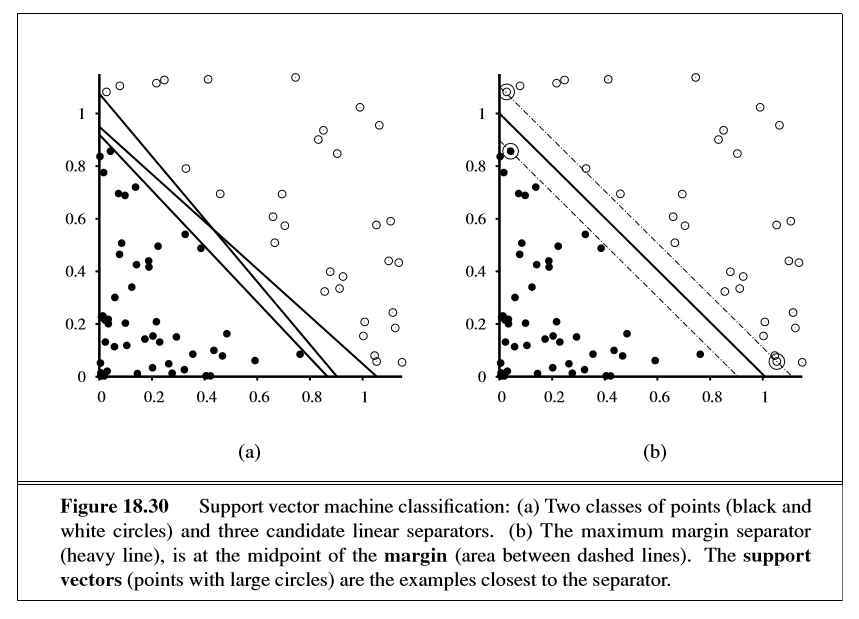 1
0.8
0.6
0.4
0.2
0
0 0.2 0.4 0.6 0.8 1
(a)
1
0.8
0.6
0.4
0.2
0
0 0.2 0.4 0.6 0.8 1
(b)
Figure 18.30 Support vector machine classification: (a) Two classes of points (black and
white circles) and three candidate linear separators. (b) The maximum margin separator
(heavy line), is at the midpoint of the margin (area between dashed lines). The support
vectors (points with large circles) are the examples closest to the separator.